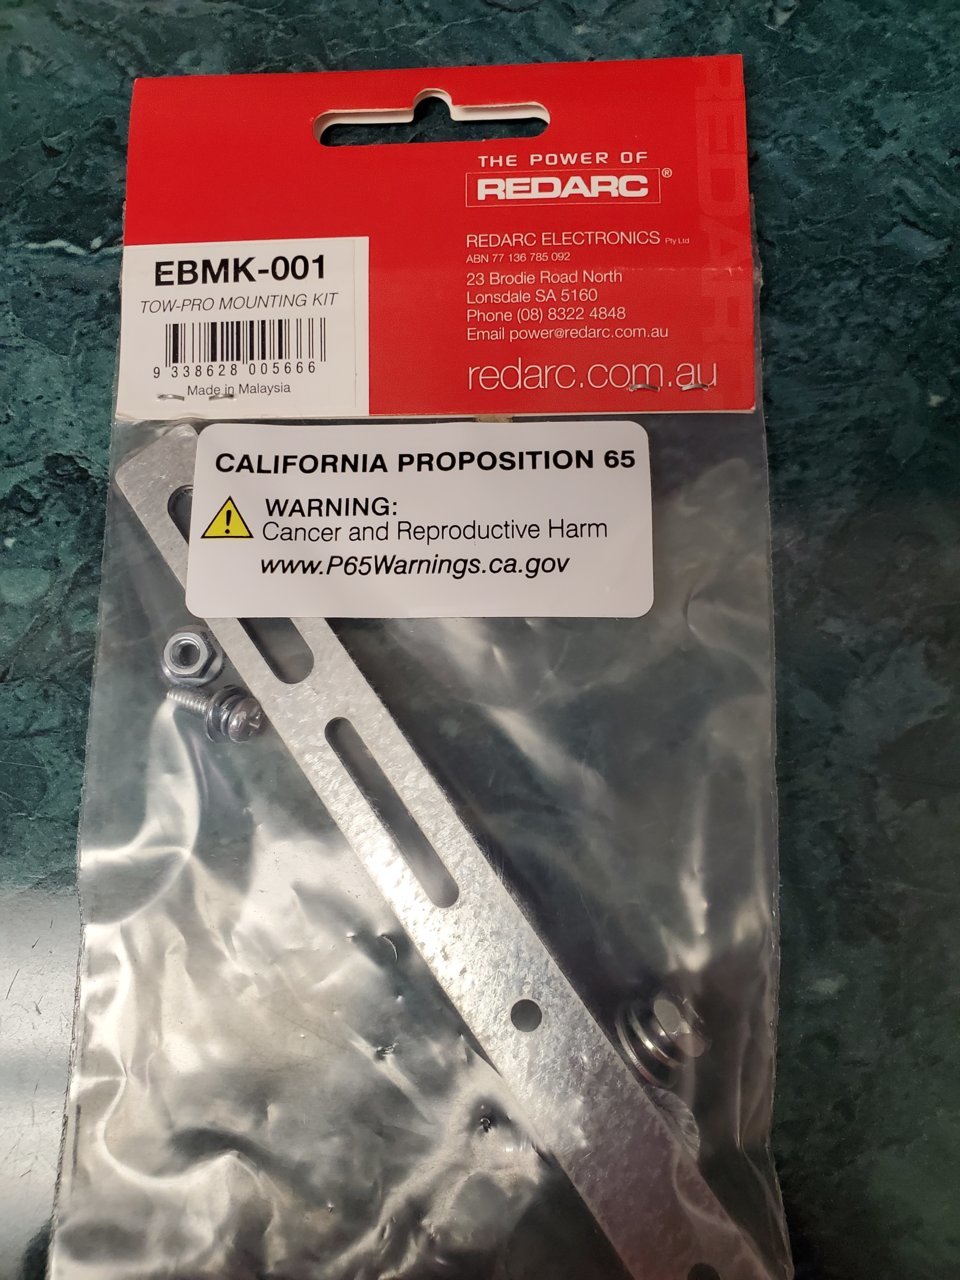 THE POWER OF
REDARC®
REDARC
REDARC ELECTRONICS Pty Ltd
ABN 77 136 785 092
23 Brodie Road North
Lonsdale SA 5160
Phone (08) 8322 4848
Email power@redarc.com.au
redarc.com.au
EBMK-001
TOW-PRO MOUNTING KIT
9 338628 005666
Made in Malaysia
CALIFORNIA PROPOSITION 65
WARNING:
Cancer and Reproductive Harm
www.P65Warnings.ca.gov